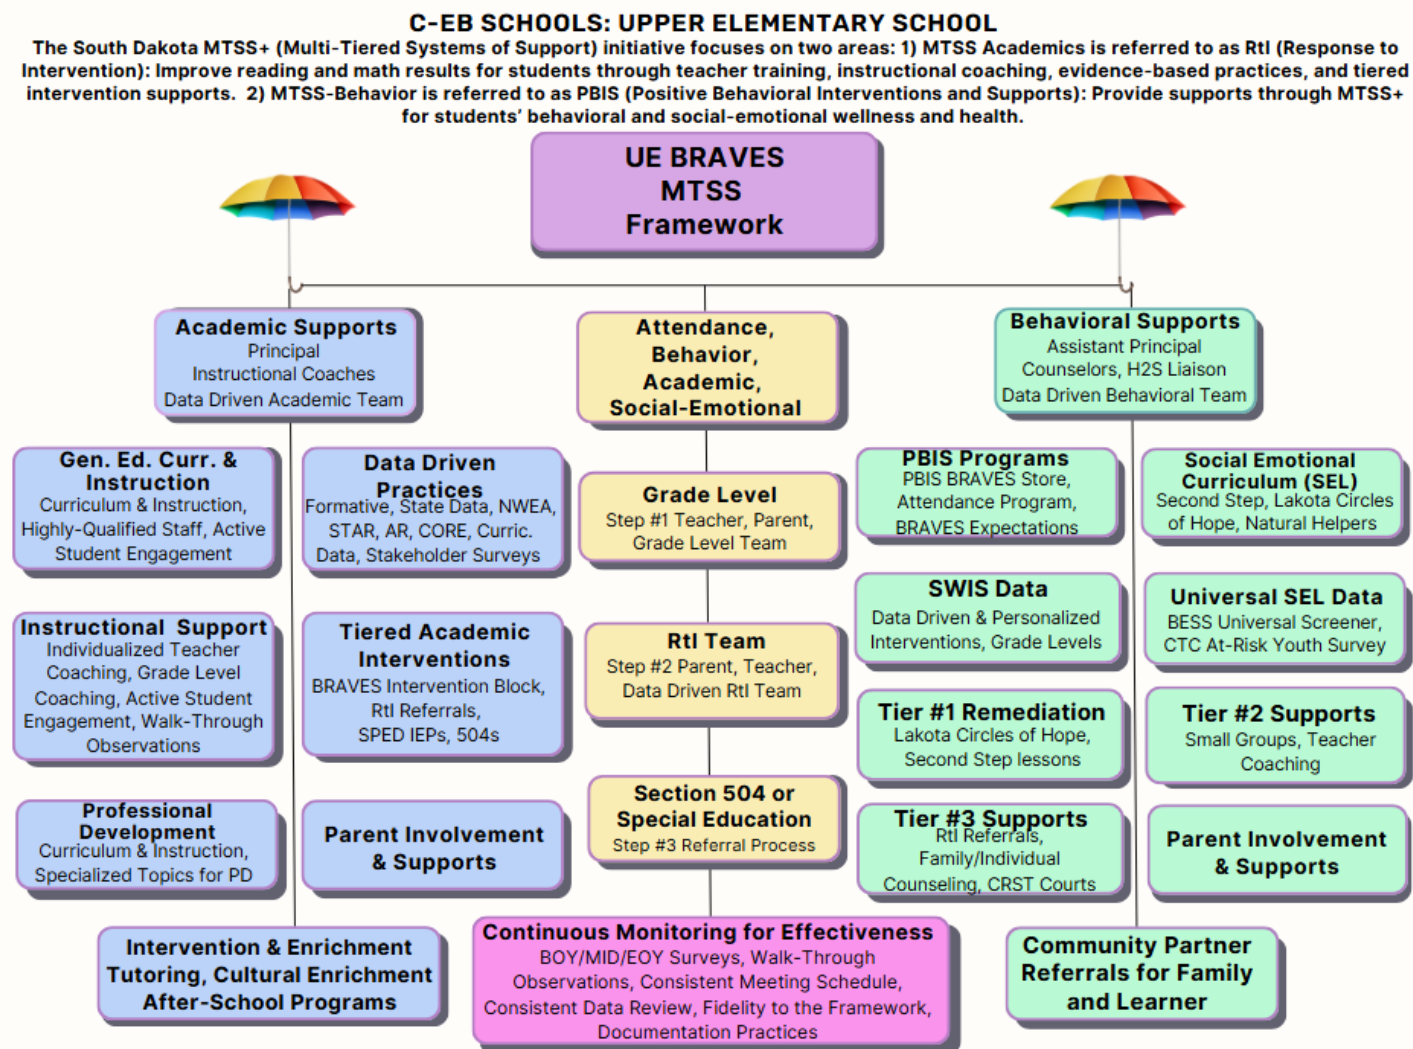 C-EB SCHOOLS: UPPER ELEMENTARY SCHOOL
The South Dakota MTSS+ (Multi-Tiered Systems of Support) initiative focuses on two areas: 1) MTSS Academics is referred to as RtI (Response to
Intervention): Improve reading and math results for students through teacher training, instructional coaching, evidence-based practices, and tiered
intervention supports.  2) MTSS-Behavior is referred to as PBIS (Positive Behavioral Interventions and Supports): Provide supports through MTSS+
for students' behavioral and social-emotional wellness and health.
UE BRAVES
MTSS
Framework
Academic Supports
Principal
Instructional Coaches
Data Driven Academic Team
Gen. Ed. Curr. &
Instruction
Curriculum & Instruction,
Highly-Qualified Staff, Active
Student Engagement
Data Driven
Practices
Formative, State Data, NWEA,
STAR, AR, CORE, Curric.
Data, Stakeholder Surveys
Instructional  Support
Individualized Teacher
Coaching, Grade Level
Coaching, Active Student
Engagement, Walk-Through
Observations
Tiered Academic
Interventions
BRAVES Intervention Block,
RtI Referrals,
SPED IEPs, 504s
Professional
Development
Curriculum & Instruction,
Specialized Topics for PD
Parent Involvement
& Supports
Intervention & Enrichment
Tutoring, Cultural Enrichment
After-School Programs
Attendance,
Behavior,
Academic,
Social-Emotional
Grade Level
Step #1 Teacher, Parent,
Grade Level Team
RtI Team
Step #2 Parent, Teacher,
Data Driven RtI Team
Section 504 or
Special Education
Step #3 Referral Process
Continuous Monitoring for Effectiveness
BOY/MID/EOY Surveys, Walk-Through
Observations, Consistent Meeting Schedule,
Consistent Data Review, Fidelity to the Framework,
Documentation Practices
Behavioral Supports
Assistant Principal
Counselors, H2S Liaison
Data Driven Behavioral Team
PBIS Programs
PBIS BRAVES Store,
Attendance Program,
BRAVES Expectations
Social Emotional
Curriculum (SEL)
Second Step, Lakota Circles
of Hope, Natural Helpers
SWIS Data
Data Driven & Personalized
Interventions, Grade Levels
Universal SEL Data
BESS Universal Screener,
CTC At-Risk Youth Survey
Tier #1 Remediation
Lakota Circles of Hope,
Second Step lessons
Tier #2 Supports
Small Groups, Teacher
Coaching
Tier #3 Supports
RtI Referrals,
Family/Individual
Counseling, CRST Courts
Parent Involvement
& Supports
Community Partner
Referrals for Family
and Learner